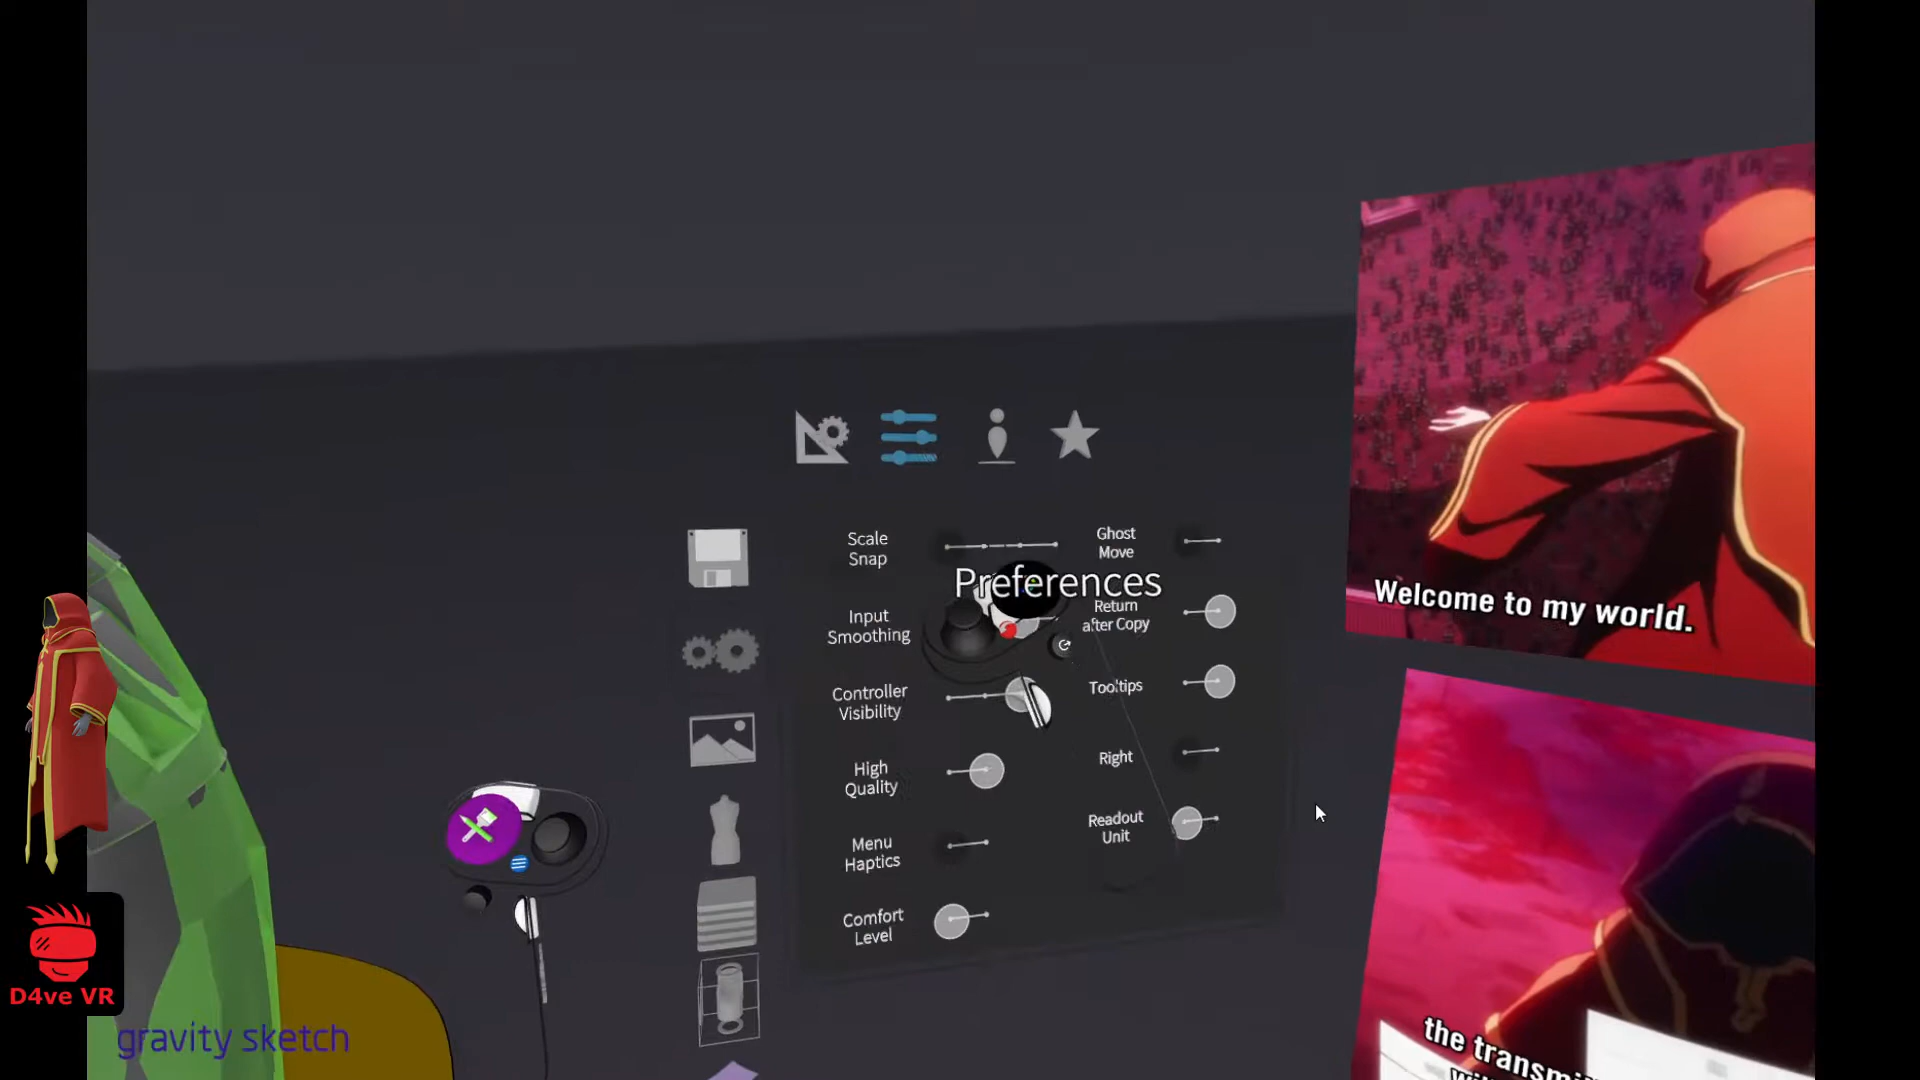 Welcome to my world.
Scale
Snap
Ghost
Move
Preferences
Input
Smoothing
Return
after Copy
Controller
Visibility
Tooltips
High
Quality
Right
Menu
Haptics
Readout
Unit
Comfort
Level
D4ve VR
gravity sketch
the